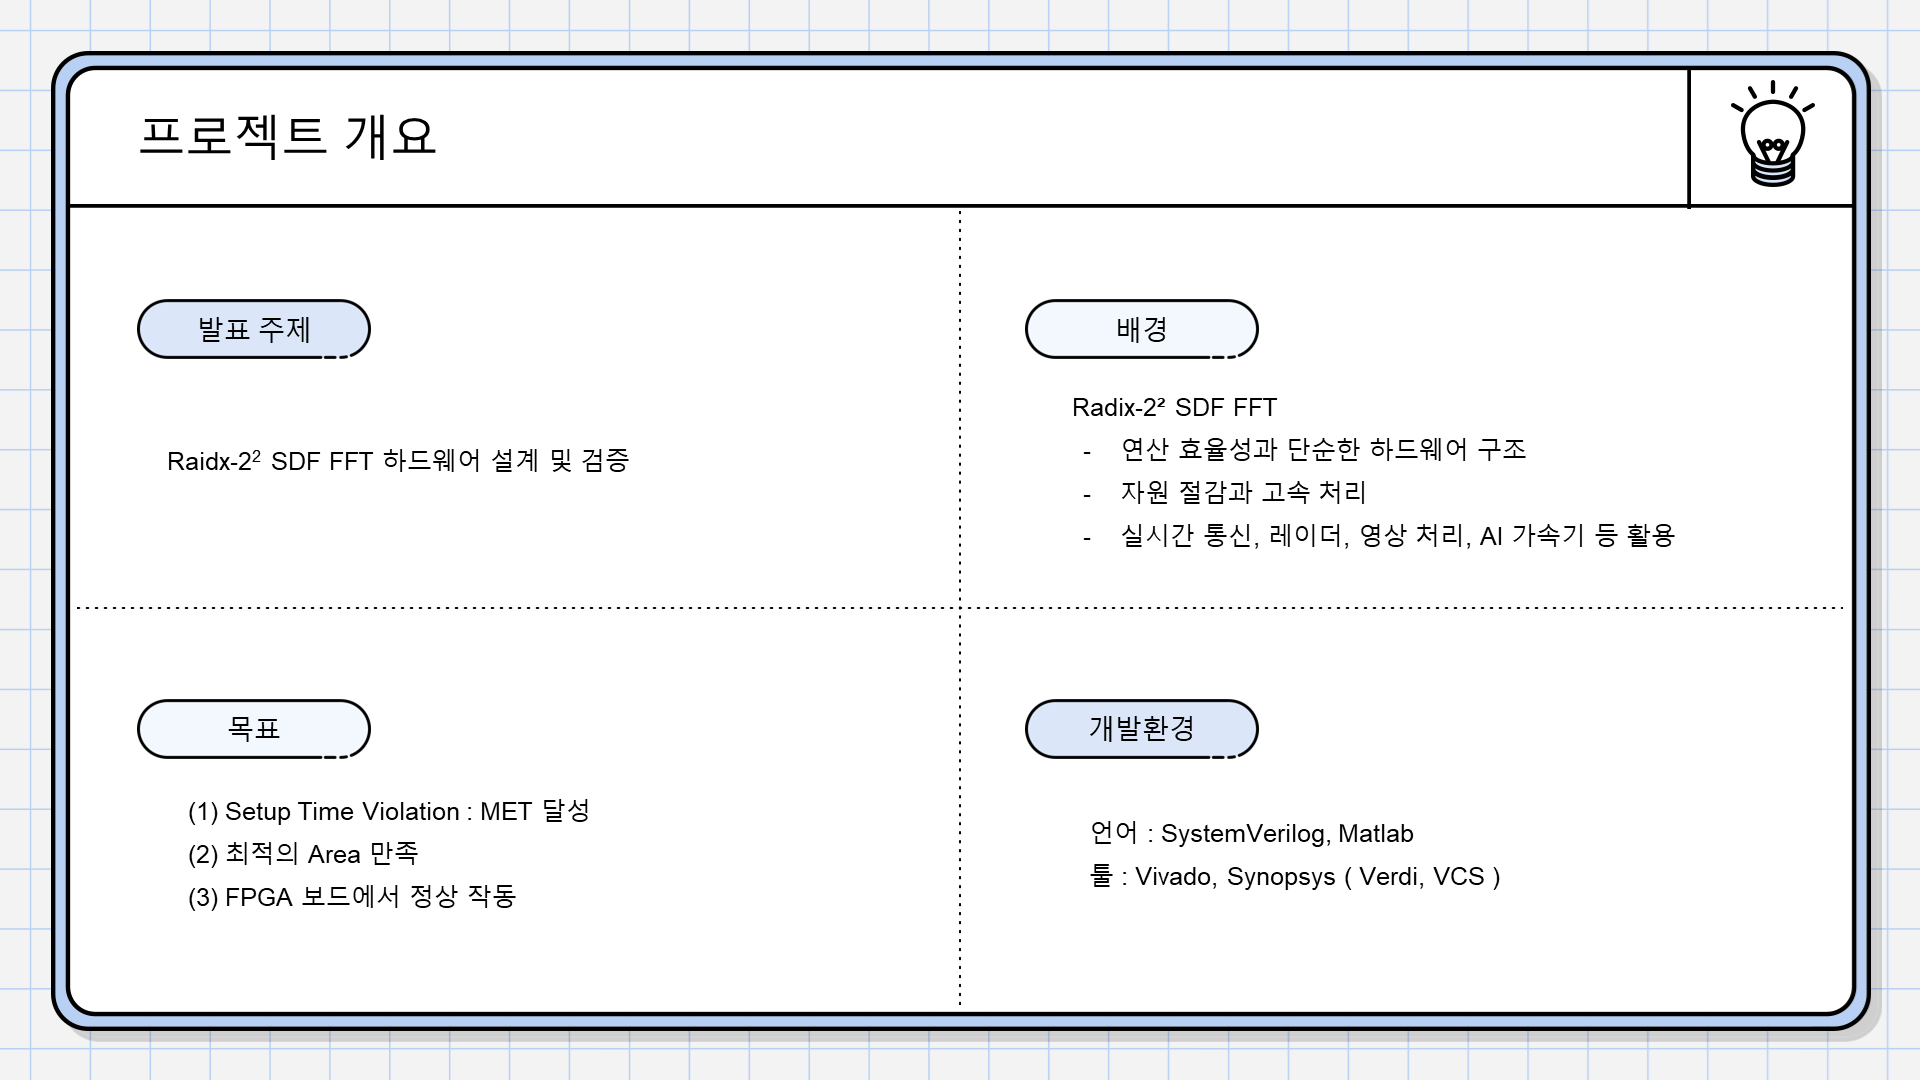 프로젝트 개요
발표 주제
Raidx-2² SDF FFT 하드웨어 설계 및 검증
배경
Radix-2² SDF FFT
- 연산 효율성과 단순한 하드웨어 구조
- 자원 절감과 고속 처리
- 실시간 통신, 레이더, 영상 처리, AI 가속기 등 활용
목표
(1) Setup Time Violation : MET 달성
(2) 최적의 Area 만족
(3) FPGA 보드에서 정상 작동
개발환경
언어 : SystemVerilog, Matlab
툴 : Vivado, Synopsys ( Verdi, VCS )